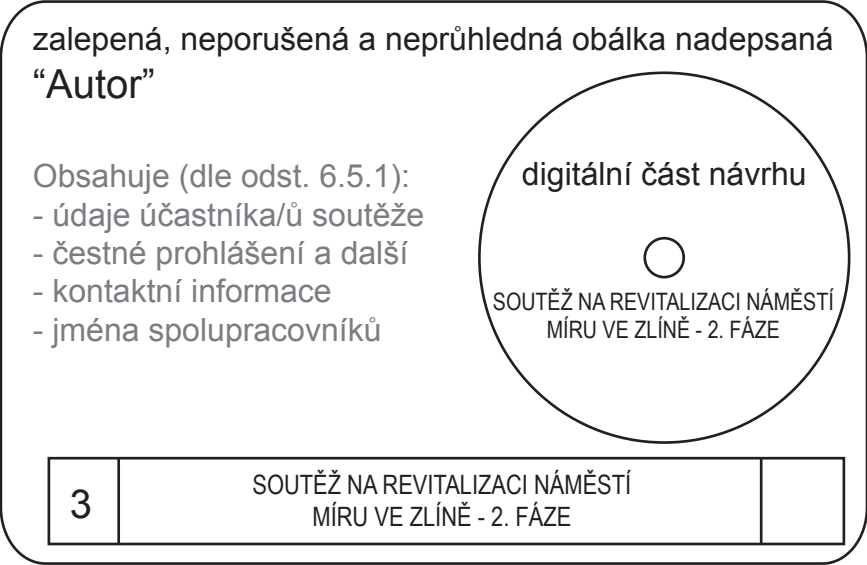 zalepená, neporušená a neprůhledná obálka nadepsaná
“Autor”
Obsahuje (dle odst. 6.5.1):
- údaje účastníka/ů soutěže
- čestné prohlášení a další
- kontaktní informace
- jména spolupracovníků
digitální část návrhu
SOUTĚŽ NA REVITALIZACI NÁMĚSTÍ
MÍRU VE ZLÍNĚ - 2. FÁZE
3
SOUTĚŽ NA REVITALIZACI NÁMĚSTÍ
MÍRU VE ZLÍNĚ - 2. FÁZE